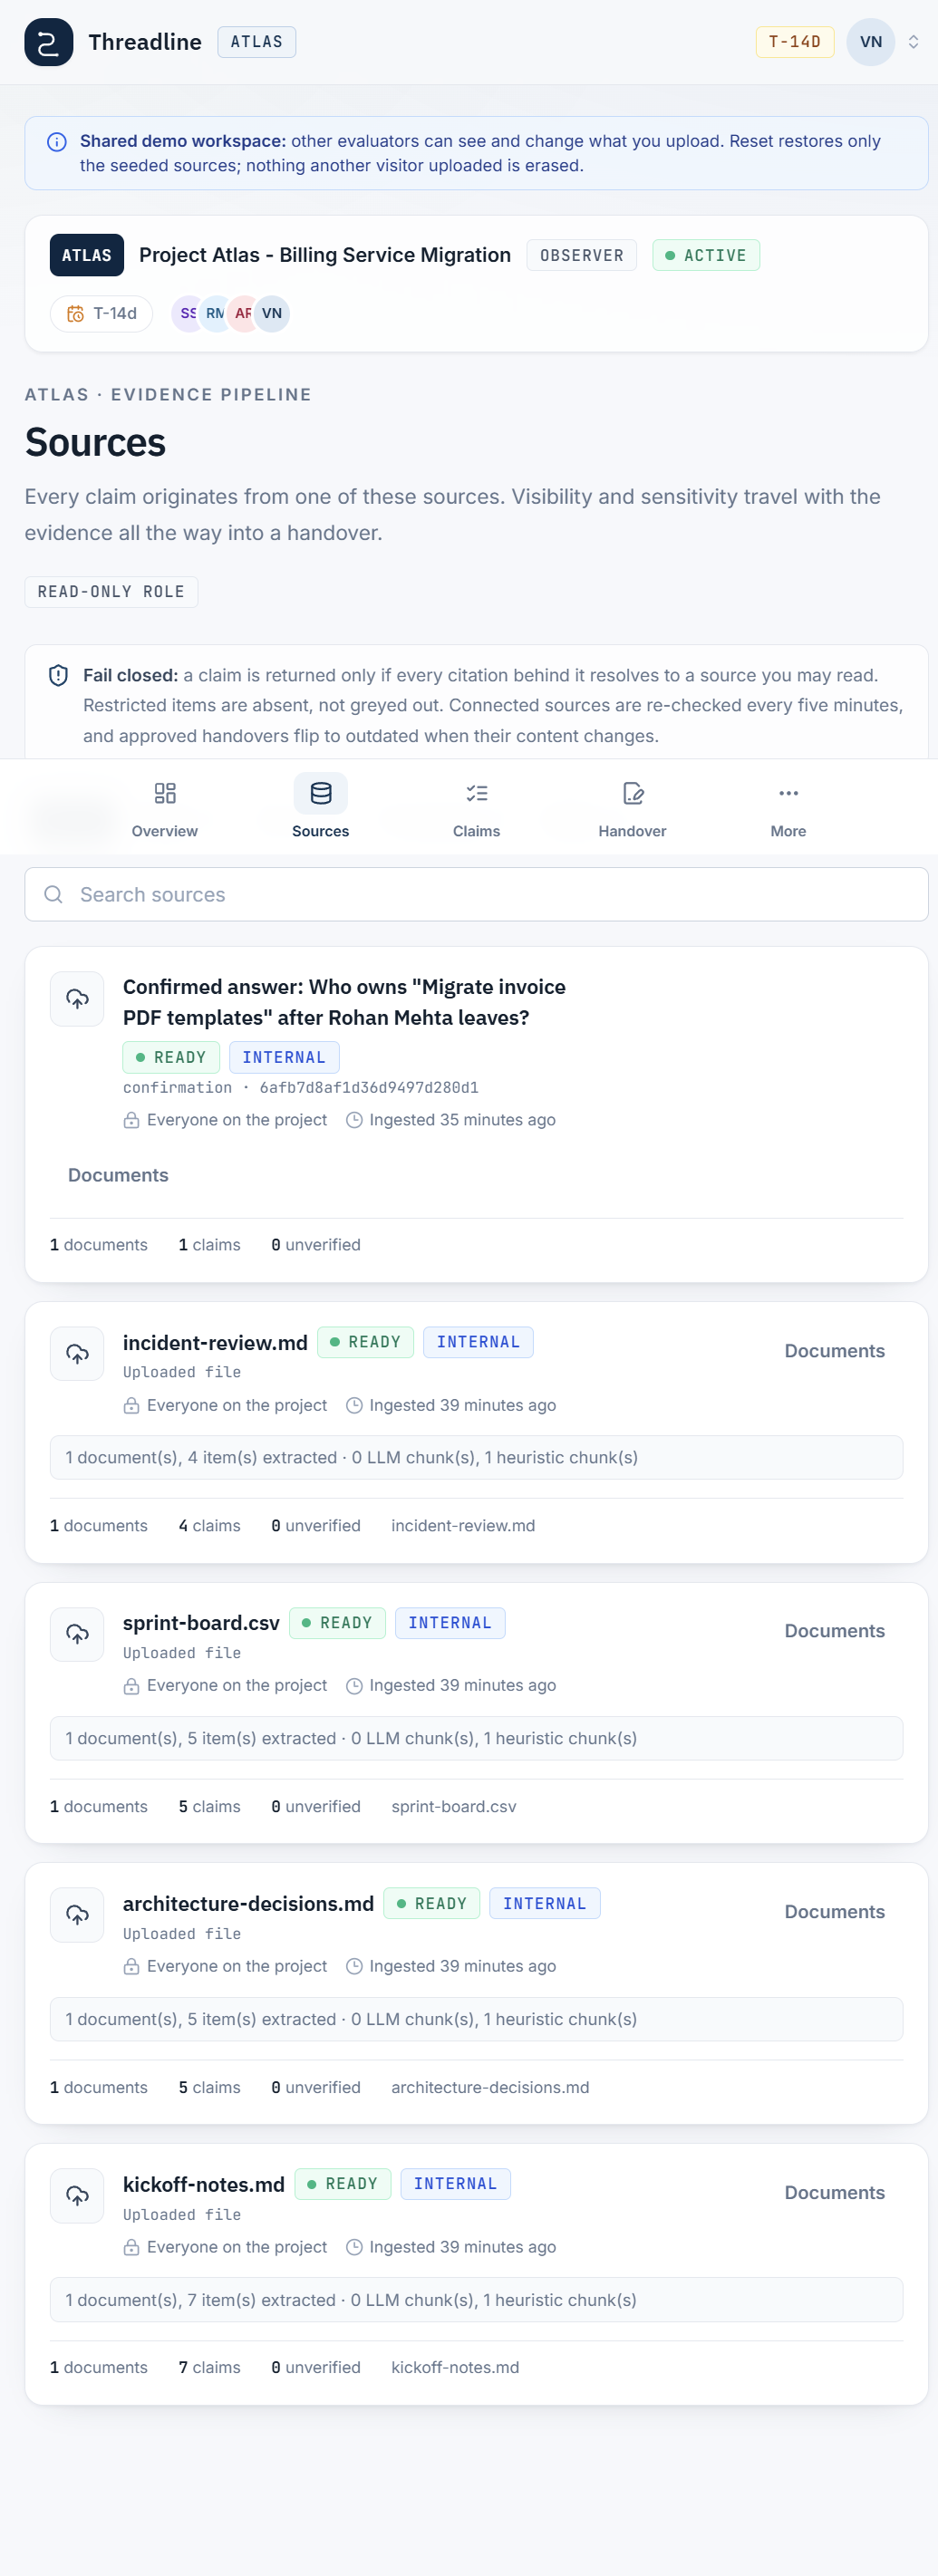 Threadline ATLAS T-14D VN
Shared demo workspace: other evaluators can see and change what you upload. Reset restores only
the seeded sources; nothing another visitor uploaded is erased.
ATLAS Project Atlas - Billing Service Migration OBSERVER ACTIVE
T-14d SS RM AF VN
ATLAS · EVIDENCE PIPELINE
Sources
Every claim originates from one of these sources. Visibility and sensitivity travel with the
evidence all the way into a handover.
READ-ONLY ROLE
Fail closed: a claim is returned only if every citation behind it resolves to a source you may read.
Restricted items are absent, not greyed out. Connected sources are re-checked every five minutes,
and approved handovers flip to outdated when their content changes.
Overview Sources Claims Handover More
Search sources
Confirmed answer: Who owns "Migrate invoice
PDF templates" after Rohan Mehta leaves?
READY INTERNAL
confirmation · 6afb7d8af1d36d9497d280d1
Everyone on the project Ingested 35 minutes ago
Documents
1 documents 1 claims 0 unverified
incident-review.md READY INTERNAL Documents
Uploaded file
Everyone on the project Ingested 39 minutes ago
1 document(s), 4 item(s) extracted · 0 LLM chunk(s), 1 heuristic chunk(s)
1 documents 4 claims 0 unverified incident-review.md
sprint-board.csv READY INTERNAL Documents
Uploaded file
Everyone on the project Ingested 39 minutes ago
1 document(s), 5 item(s) extracted · 0 LLM chunk(s), 1 heuristic chunk(s)
1 documents 5 claims 0 unverified sprint-board.csv
architecture-decisions.md READY INTERNAL Documents
Uploaded file
Everyone on the project Ingested 39 minutes ago
1 document(s), 5 item(s) extracted · 0 LLM chunk(s), 1 heuristic chunk(s)
1 documents 5 claims 0 unverified architecture-decisions.md
kickoff-notes.md READY INTERNAL Documents
Uploaded file
Everyone on the project Ingested 39 minutes ago
1 document(s), 7 item(s) extracted · 0 LLM chunk(s), 1 heuristic chunk(s)
1 documents 7 claims 0 unverified kickoff-notes.md